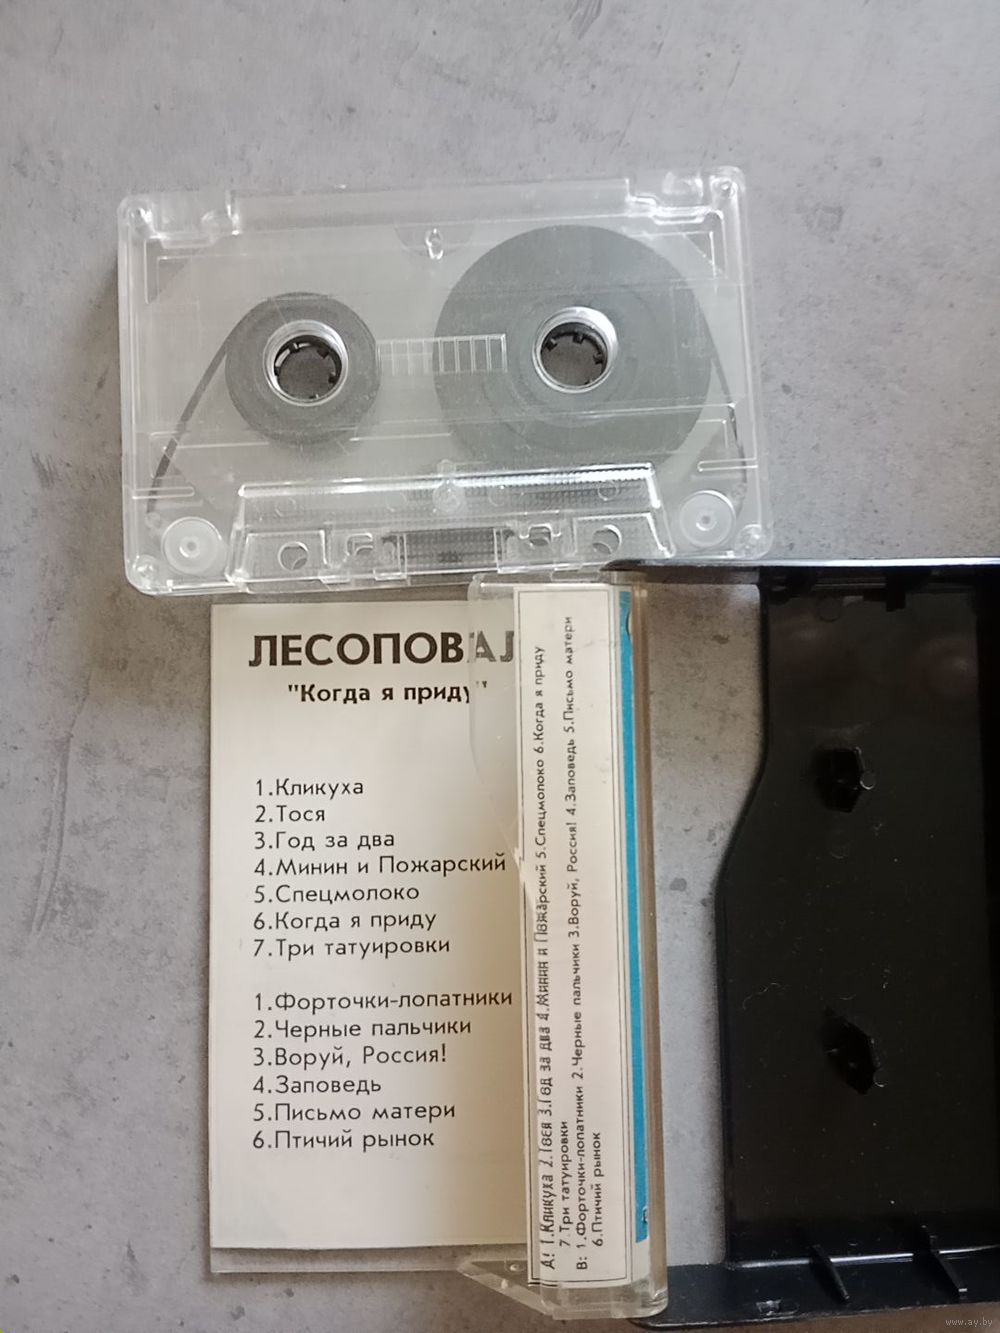 ЛЕСОПОВАЛ
"Когда я приду"
1.Кликуха
2.Тося
3.Год за два
4.Минин и Пожарский
5.Спецмолоко
6.Когда я приду
7.Три татуировки
1.Форточки-лопатники
2.Черные пальчики
3.Воруй, Россия!
4.Заповедь
5.Письмо матери
6.Птичий рынок
А: 1.Кликуха 2.Тося 3.Год за два 4.Минин и Пожарский 5.Спецмолоко 6.Когда я приду
7.Три татуировки
В: 1.Форточки-лопатники 2.Черные пальчики 3.Воруй, Россия! 4.Заповедь 5.Письмо матери
6.Птичий рынок
www.ay.by